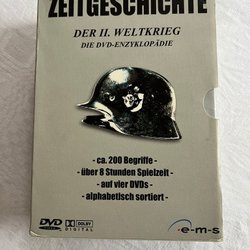 ZEITGESCHICHTE
DER II. WELTKRIEG
DIE DVD-ENZYKLOPÄDIE
- ca. 200 Begriffe -
- über 8 Stunden Spielzeit -
- auf vier DVDs -
- alphabetisch sortiert -
DVD
DOLBY
DIGITAL
e-m-s